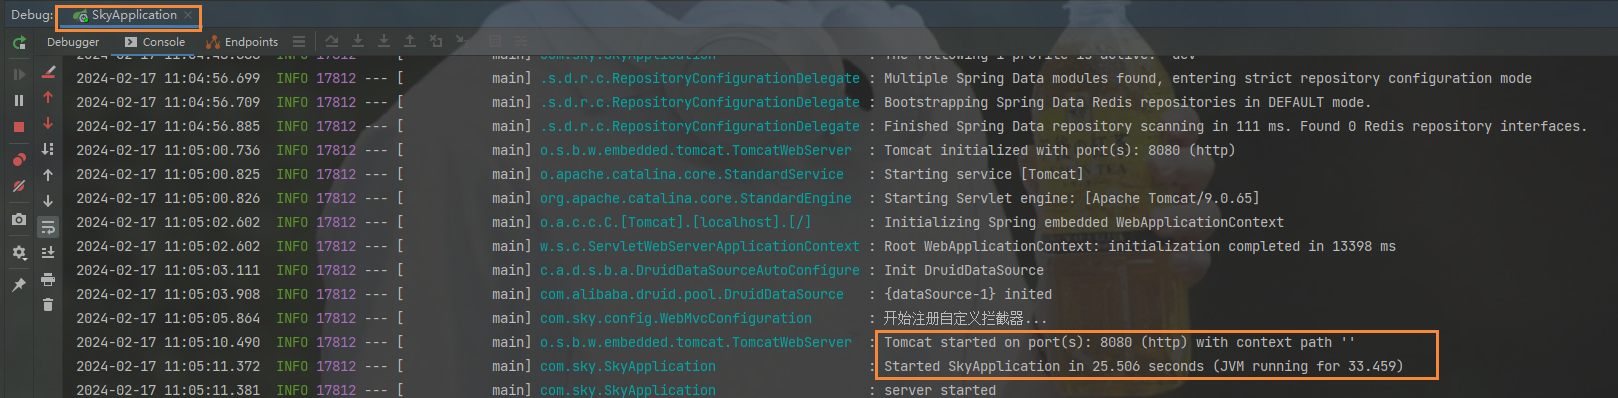 Debug: SkyApplication
Debugger Console Endpoints
com.sky.SkyApplication : The following 1 profile is active: "dev"
2024-02-17 11:04:56.699 INFO 17812 --- [ main] .s.d.r.c.RepositoryConfigurationDelegate : Multiple Spring Data modules found, entering strict repository configuration mode
2024-02-17 11:04:56.709 INFO 17812 --- [ main] .s.d.r.c.RepositoryConfigurationDelegate : Bootstrapping Spring Data Redis repositories in DEFAULT mode.
2024-02-17 11:04:56.885 INFO 17812 --- [ main] .s.d.r.c.RepositoryConfigurationDelegate : Finished Spring Data repository scanning in 111 ms. Found 0 Redis repository interfaces.
2024-02-17 11:05:00.736 INFO 17812 --- [ main] o.s.b.w.embedded.tomcat.TomcatWebServer : Tomcat initialized with port(s): 8080 (http)
2024-02-17 11:05:00.825 INFO 17812 --- [ main] o.apache.catalina.core.StandardService : Starting service [Tomcat]
2024-02-17 11:05:00.826 INFO 17812 --- [ main] org.apache.catalina.core.StandardEngine : Starting Servlet engine: [Apache Tomcat/9.0.65]
2024-02-17 11:05:02.602 INFO 17812 --- [ main] o.a.c.c.C.[Tomcat].[localhost].[/] : Initializing Spring embedded WebApplicationContext
2024-02-17 11:05:02.602 INFO 17812 --- [ main] w.s.c.ServletWebServerApplicationContext : Root WebApplicationContext: initialization completed in 13398 ms
2024-02-17 11:05:03.111 INFO 17812 --- [ main] c.a.d.s.b.a.DruidDataSourceAutoConfigure : Init DruidDataSource
2024-02-17 11:05:03.908 INFO 17812 --- [ main] com.alibaba.druid.pool.DruidDataSource : {dataSource-1} inited
2024-02-17 11:05:05.864 INFO 17812 --- [ main] com.sky.config.WebMvcConfiguration : 开始注册自定义拦截器...
2024-02-17 11:05:10.490 INFO 17812 --- [ main] o.s.b.w.embedded.tomcat.TomcatWebServer : Tomcat started on port(s): 8080 (http) with context path ''
2024-02-17 11:05:11.372 INFO 17812 --- [ main] com.sky.SkyApplication : Started SkyApplication in 25.506 seconds (JVM running for 33.459)
2024-02-17 11:05:11.381 INFO 17812 --- [ main] com.sky.SkyApplication : server started